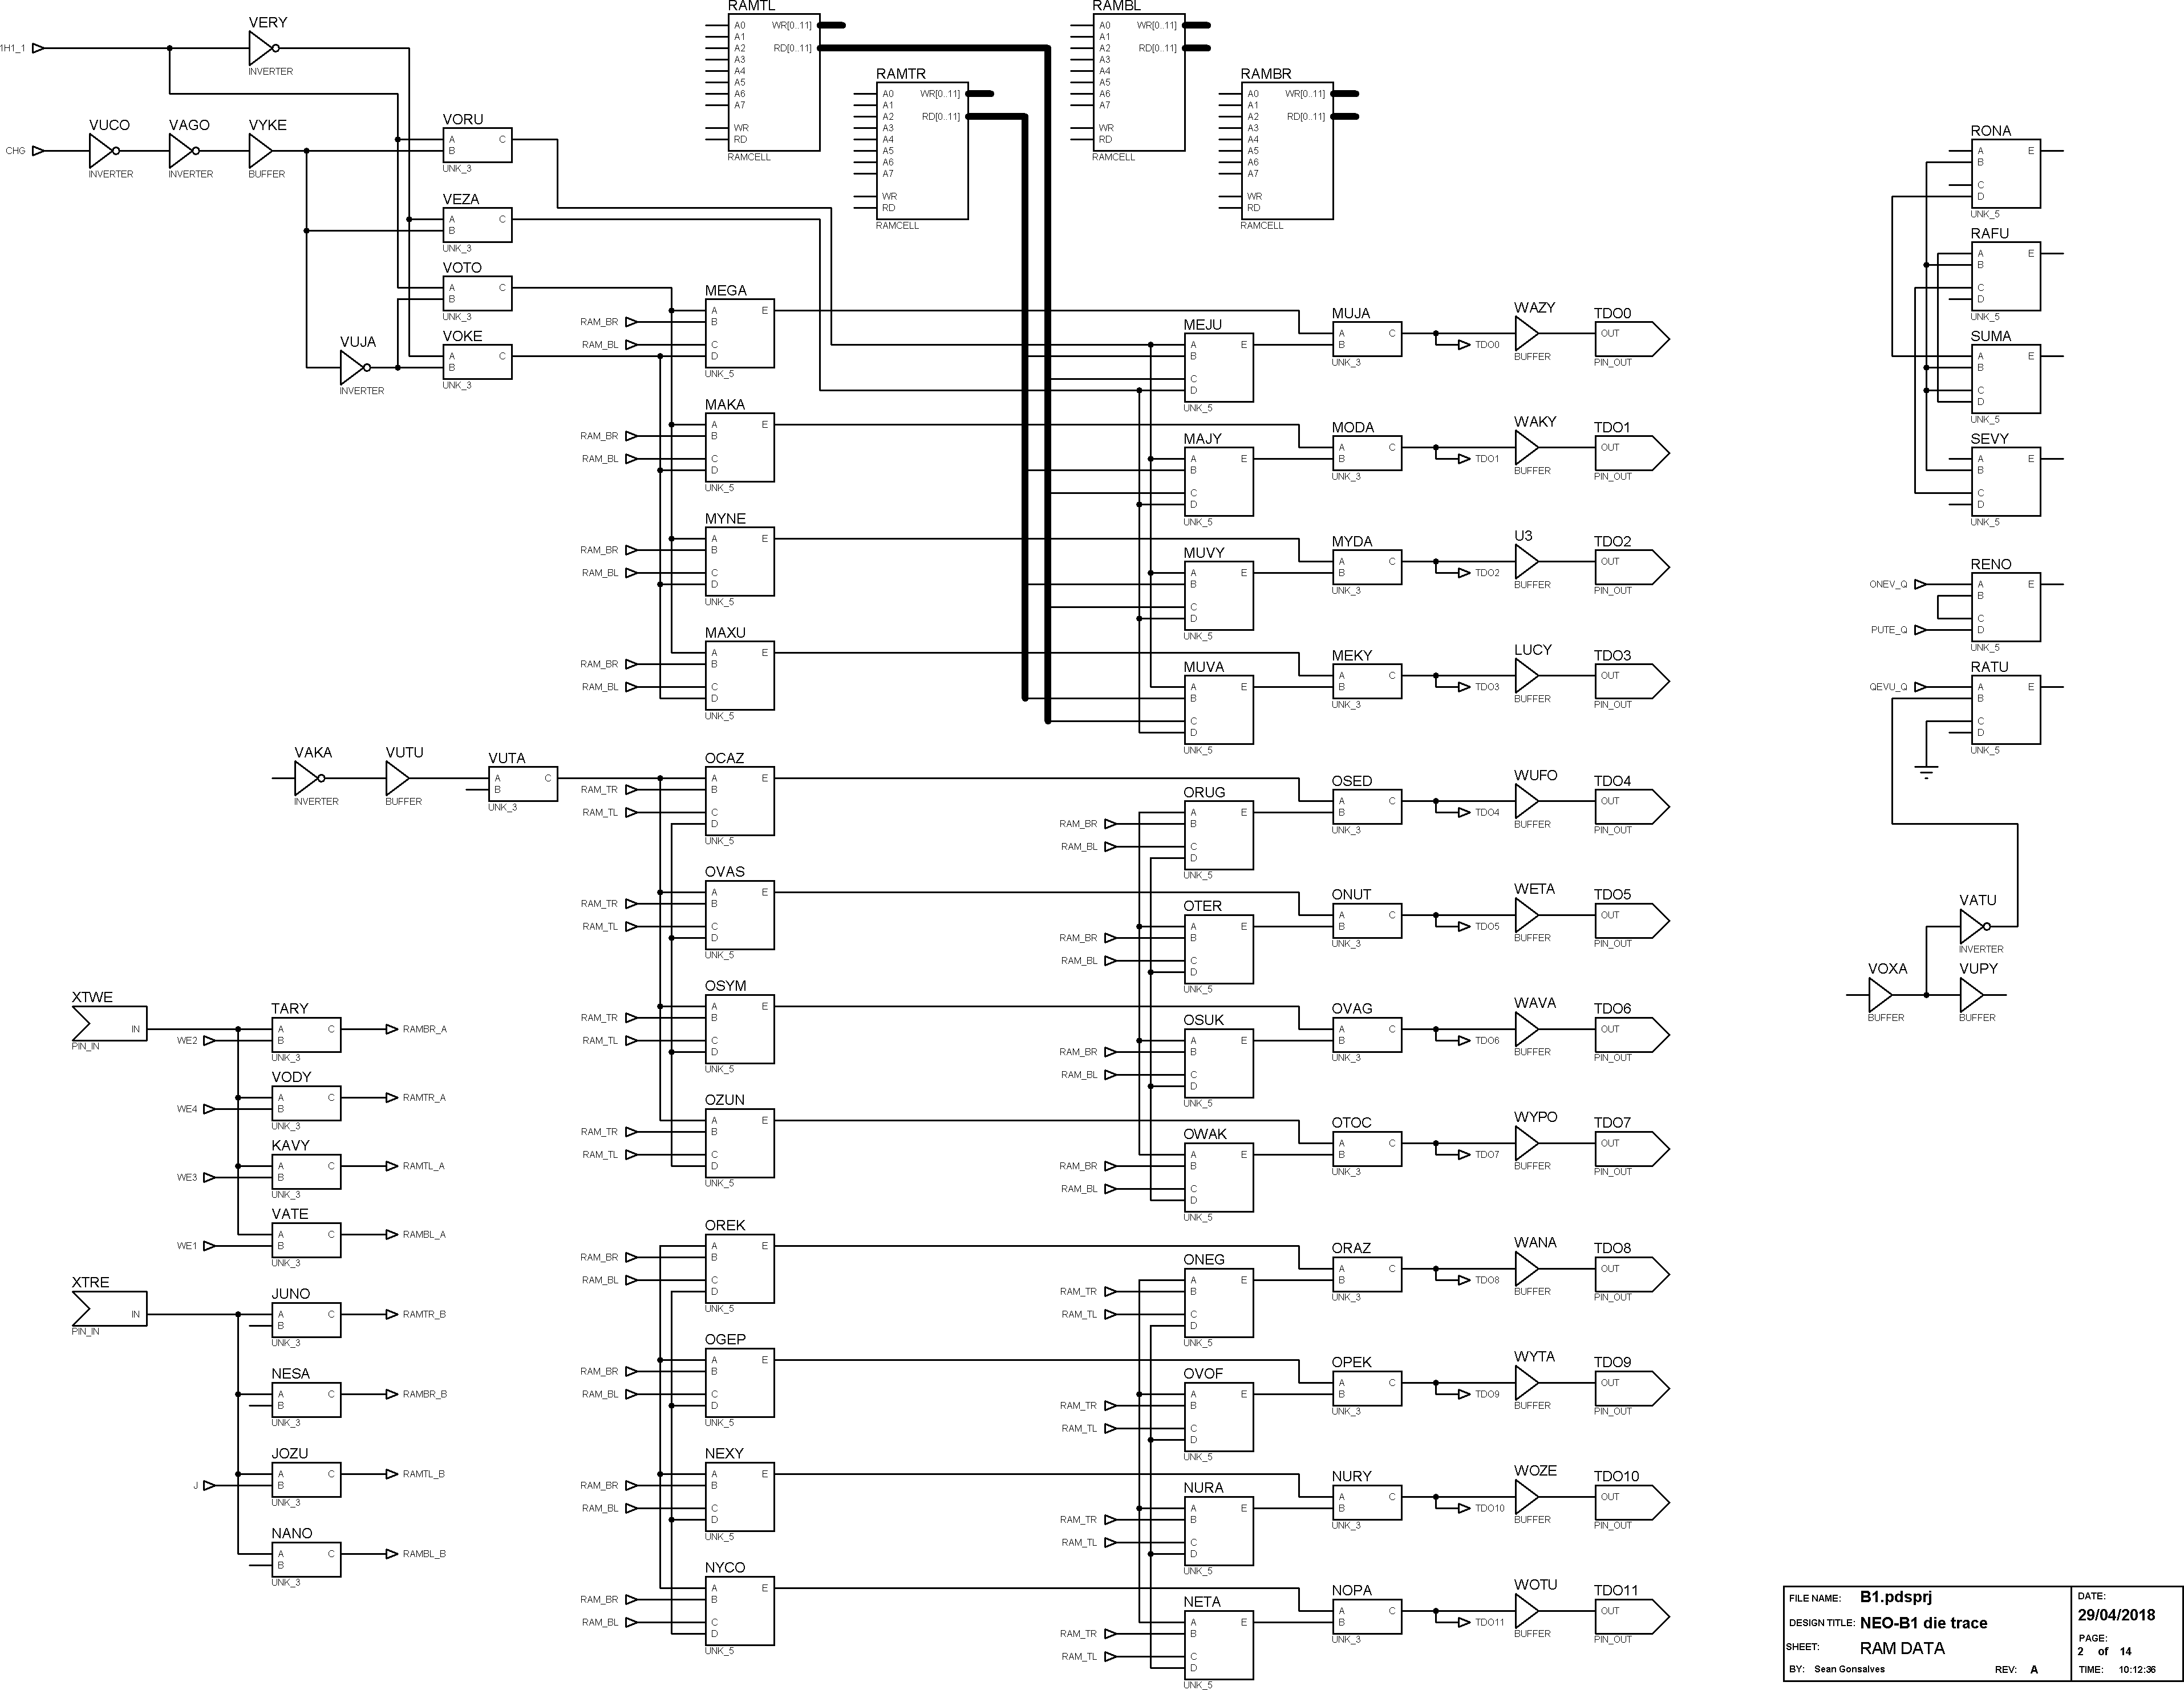 RAMTL
A0 WR[0..11]
A1
A2 RD[0..11]
A3
A4
A5
A6
A7
WR
RD
RAMCELL
RAMBL
A0 WR[0..11]
A1
A2 RD[0..11]
A3
A4
A5
A6
A7
WR
RD
RAMCELL
RAMTR
A0 WR[0..11]
A1
A2 RD[0..11]
A3
A4
A5
A6
A7
WR
RD
RAMCELL
RAMBR
A0 WR[0..11]
A1
A2 RD[0..11]
A3
A4
A5
A6
A7
WR
RD
RAMCELL
1H1_1
VERY
INVERTER
CHG
VUCO
INVERTER
VAGO
INVERTER
VYKE
BUFFER
VORU
A C
B
UNK_3
VEZA
A C
B
UNK_3
VOTO
A C
B
UNK_3
VUJA
INVERTER
VOKE
A C
B
UNK_3
RAM_BR
RAM_BL
MEGA
A E
B
C
D
UNK_5
MEJU
A E
B
C
D
UNK_5
MUJA
A C
B
UNK_3
TDO0
WAZY
BUFFER
TDO0
OUT
PIN_OUT
RAM_BR
RAM_BL
MAKA
A E
B
C
D
UNK_5
MAJY
A E
B
C
D
UNK_5
MODA
A C
B
UNK_3
TDO1
WAKY
BUFFER
TDO1
OUT
PIN_OUT
RAM_BR
RAM_BL
MYNE
A E
B
C
D
UNK_5
MUVY
A E
B
C
D
UNK_5
MYDA
A C
B
UNK_3
TDO2
U3
BUFFER
TDO2
OUT
PIN_OUT
RAM_BR
RAM_BL
MAXU
A E
B
C
D
UNK_5
MUVA
A E
B
C
D
UNK_5
MEKY
A C
B
UNK_3
TDO3
LUCY
BUFFER
TDO3
OUT
PIN_OUT
VAKA
INVERTER
VUTU
BUFFER
VUTA
A C
B
UNK_3
RAM_TR
RAM_TL
OCAZ
A E
B
C
D
UNK_5
RAM_BR
RAM_BL
ORUG
A E
B
C
D
UNK_5
OSED
A C
B
UNK_3
TDO4
WUFO
BUFFER
TDO4
OUT
PIN_OUT
RAM_TR
RAM_TL
OVAS
A E
B
C
D
UNK_5
RAM_BR
RAM_BL
OTER
A E
B
C
D
UNK_5
ONUT
A C
B
UNK_3
TDO5
WETA
BUFFER
TDO5
OUT
PIN_OUT
RAM_TR
RAM_TL
OSYM
A E
B
C
D
UNK_5
RAM_BR
RAM_BL
OSUK
A E
B
C
D
UNK_5
OVAG
A C
B
UNK_3
TDO6
WAVA
BUFFER
TDO6
OUT
PIN_OUT
RAM_TR
RAM_TL
OZUN
A E
B
C
D
UNK_5
RAM_BR
RAM_BL
OWAK
A E
B
C
D
UNK_5
OTOC
A C
B
UNK_3
TDO7
WYPO
BUFFER
TDO7
OUT
PIN_OUT
RAM_BR
RAM_BL
OREK
A E
B
C
D
UNK_5
RAM_TR
RAM_TL
ONEG
A E
B
C
D
UNK_5
ORAZ
A C
B
UNK_3
TDO8
WANA
BUFFER
TDO8
OUT
PIN_OUT
RAM_BR
RAM_BL
OGEP
A E
B
C
D
UNK_5
RAM_TR
RAM_TL
OVOF
A E
B
C
D
UNK_5
OPEK
A C
B
UNK_3
TDO9
WYTA
BUFFER
TDO9
OUT
PIN_OUT
RAM_BR
RAM_BL
NEXY
A E
B
C
D
UNK_5
RAM_TR
RAM_TL
NURA
A E
B
C
D
UNK_5
NURY
A C
B
UNK_3
TDO10
WOZE
BUFFER
TDO10
OUT
PIN_OUT
RAM_BR
RAM_BL
NYCO
A E
B
C
D
UNK_5
RAM_TR
RAM_TL
NETA
A E
B
C
D
UNK_5
NOPA
A C
B
UNK_3
TDO11
WOTU
BUFFER
TDO11
OUT
PIN_OUT
XTWE
IN
PIN_IN
WE2
TARY
A C
B
UNK_3
RAMBR_A
WE4
VODY
A C
B
UNK_3
RAMTR_A
WE3
KAVY
A C
B
UNK_3
RAMTL_A
WE1
VATE
A C
B
UNK_3
RAMBL_A
XTRE
IN
PIN_IN
JUNO
A C
B
UNK_3
RAMTR_B
NESA
A C
B
UNK_3
RAMBR_B
J
JOZU
A C
B
UNK_3
RAMTL_B
NANO
A C
B
UNK_3
RAMBL_B
RONA
A E
B
C
D
UNK_5
RAFU
A E
B
C
D
UNK_5
SUMA
A E
B
C
D
UNK_5
SEVY
A E
B
C
D
UNK_5
ONEV_Q
PUTE_Q
RENO
A E
B
C
D
UNK_5
QEVU_Q
RATU
A E
B
C
D
UNK_5
VATU
INVERTER
VOXA
BUFFER
VUPY
BUFFER
FILE NAME: B1.pdsprj
DESIGN TITLE: NEO-B1 die trace
SHEET: RAM DATA
BY: Sean Gonsalves REV: A
DATE:
29/04/2018
PAGE:
2 of 14
TIME: 10:12:36